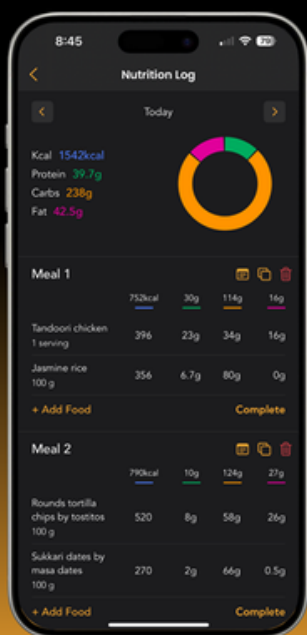 8:45
70
Nutrition Log
Today
Kcal 1542kcal
Protein 39.7g
Carbs 238g
Fat 42.5g
Meal 1
752kcal 30g 114g 16g
Tandoori chicken
1 serving
396 23g 34g 16g
Jasmine rice
100 g
356 6.7g 80g 0g
+ Add Food Complete
Meal 2
790kcal 10g 124g 27g
Rounds tortilla
chips by tostitos
100 g
520 8g 58g 26g
Sukkari dates by
masa dates
100 g
270 2g 66g 0.5g
+ Add Food Complete